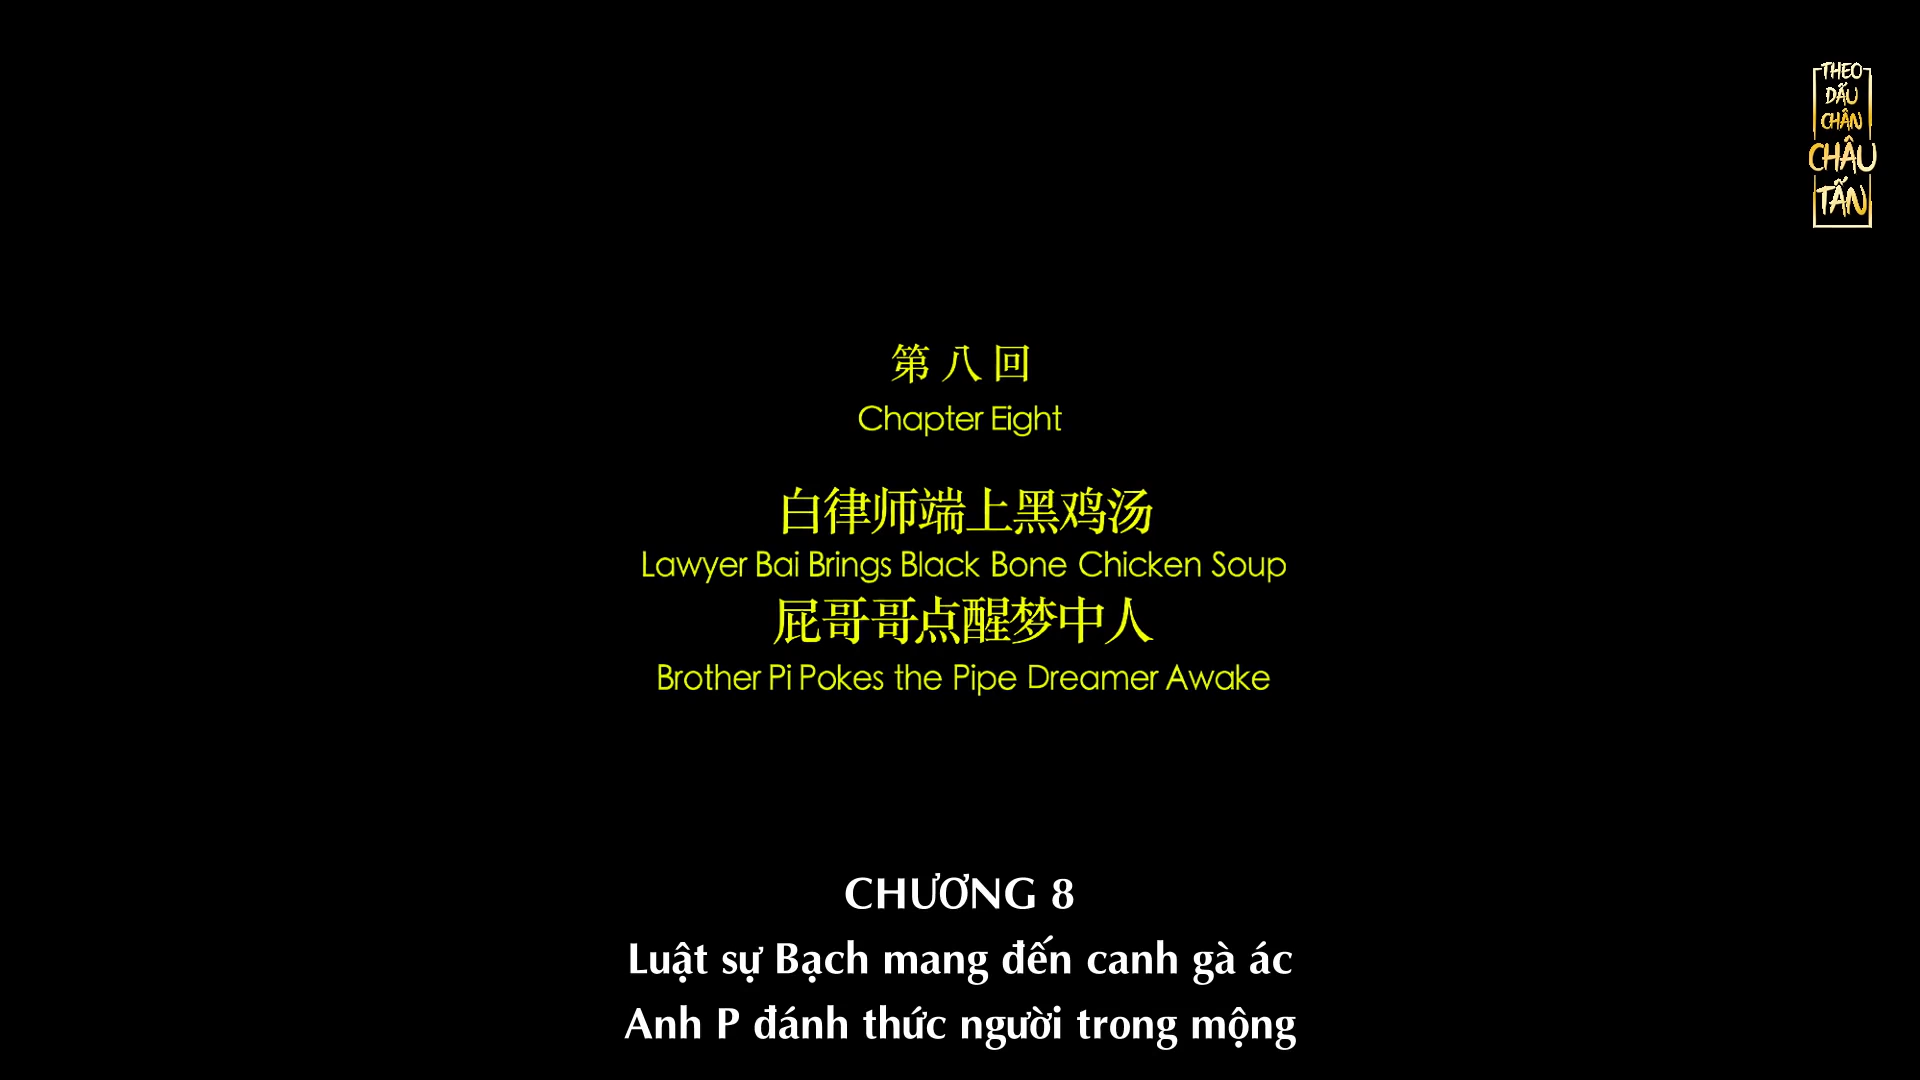 THEO
DẤU
CHÂN
CHÂU
TẤN
第八回
Chapter Eight
白律师端上黑鸡汤
Lawyer Bai Brings Black Bone Chicken Soup
屁哥哥点醒梦中人
Brother Pi Pokes the Pipe Dreamer Awake
CHƯƠNG 8
Luật sự Bạch mang đến canh gà ác
Anh P đánh thức người trong mộng